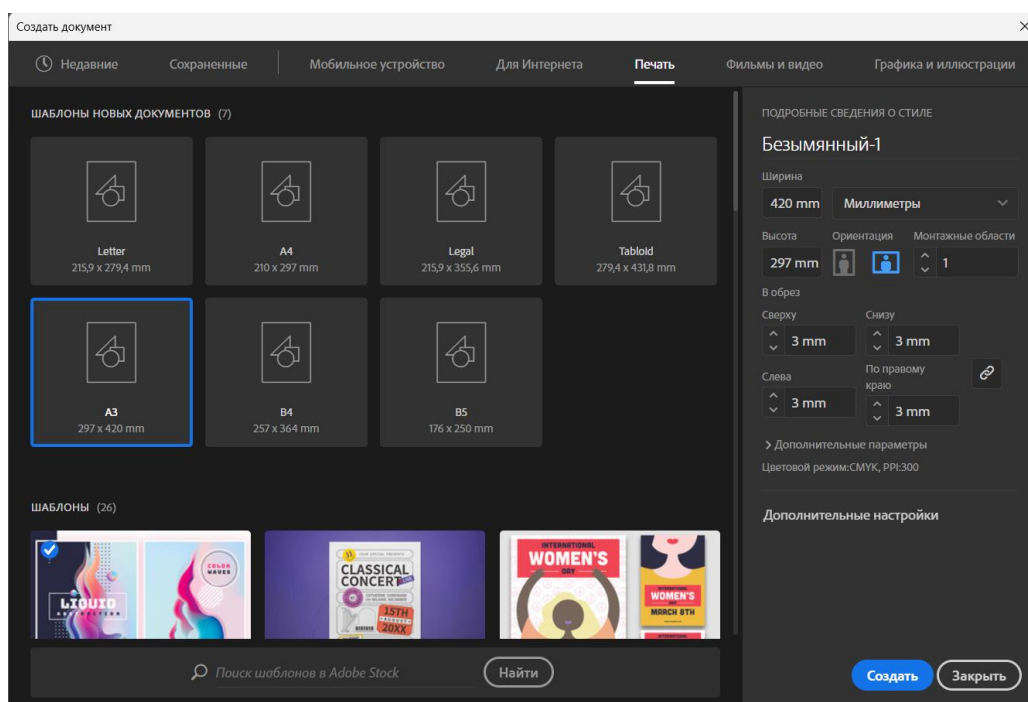 Создать документ
Недавние
Сохраненные
Мобильное устройство
Для Интернета
Печать
Фильмы и видео
Графика и иллюстрации
ШАБЛОНЫ НОВЫХ ДОКУМЕНТОВ (7)
Letter
215,9 x 279,4 mm
A4
210 x 297 mm
Legal
215,9 x 355,6 mm
Tabloid
279,4 x 431,8 mm
A3
297 x 420 mm
B4
257 x 364 mm
B5
176 x 250 mm
ШАБЛОНЫ (26)
LIQUID
COLOR
WAVES
CLASSICAL
CONCERT
15TH
20XX
INTERNATIONAL
WOMEN'S
DAY
WOMEN'S
MARCH 8TH
Поиск шаблонов в Adobe Stock
Найти
ПОДРОБНЫЕ СВЕДЕНИЯ О СТИЛЕ
Безымянный-1
Ширина
420 mm
Миллиметры
Высота
Ориентация
Монтажные области
297 mm
1
В обрез
Сверху
Снизу
3 mm
3 mm
Слева
По правому
краю
3 mm
3 mm
Дополнительные параметры
Цветовой режим:CMYK, PPI:300
Дополнительные настройки
Создать
Закрыть